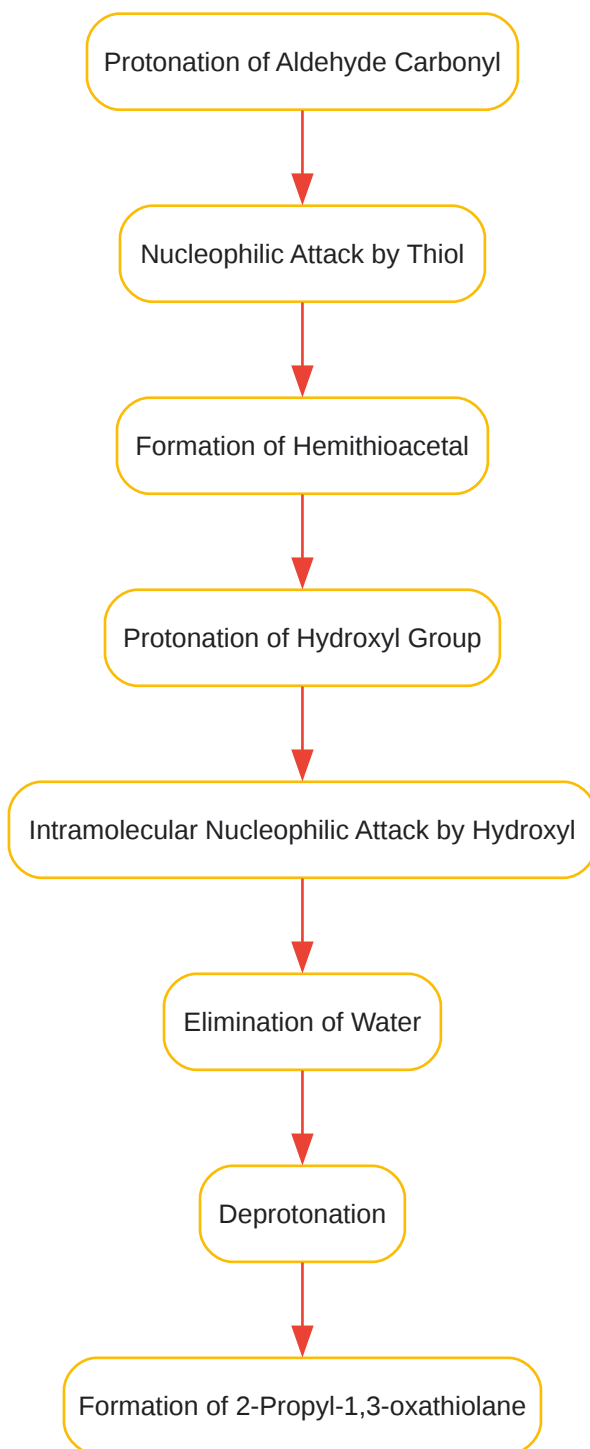 Protonation of Aldehyde Carbonyl
Nucleophilic Attack by Thiol
Formation of Hemithioacetal
Protonation of Hydroxyl Group
Intramolecular Nucleophilic Attack by Hydroxyl
Elimination of Water
Deprotonation
Formation of 2-Propyl-1,3-oxathiolane